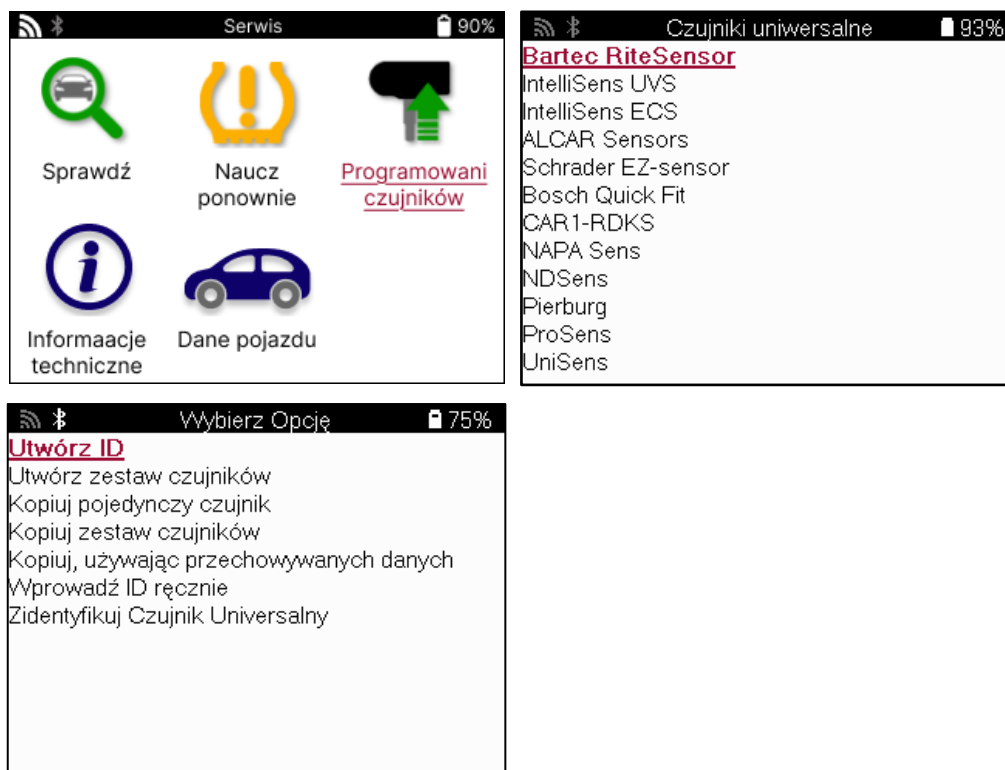 Serwis
90%
Sprawdź
Naucz
ponownie
Programowani
czujników
Informaacje
techniczne
Dane pojazdu
Czujniki uniwersalne
93%
Bartec RiteSensor
IntelliSens UVS
IntelliSens ECS
ALCAR Sensors
Schrader EZ-sensor
Bosch Quick Fit
CAR1-RDKS
NAPA Sens
NDSens
Pierburg
ProSens
UniSens
Wybierz Opcję
75%
Utwórz ID
Utwórz zestaw czujników
Kopiuj pojedynczy czujnik
Kopiuj zestaw czujników
Kopiuj, używając przechowywanych danych
Wprowadź ID ręcznie
Zidentyfikuj Czujnik Universalny